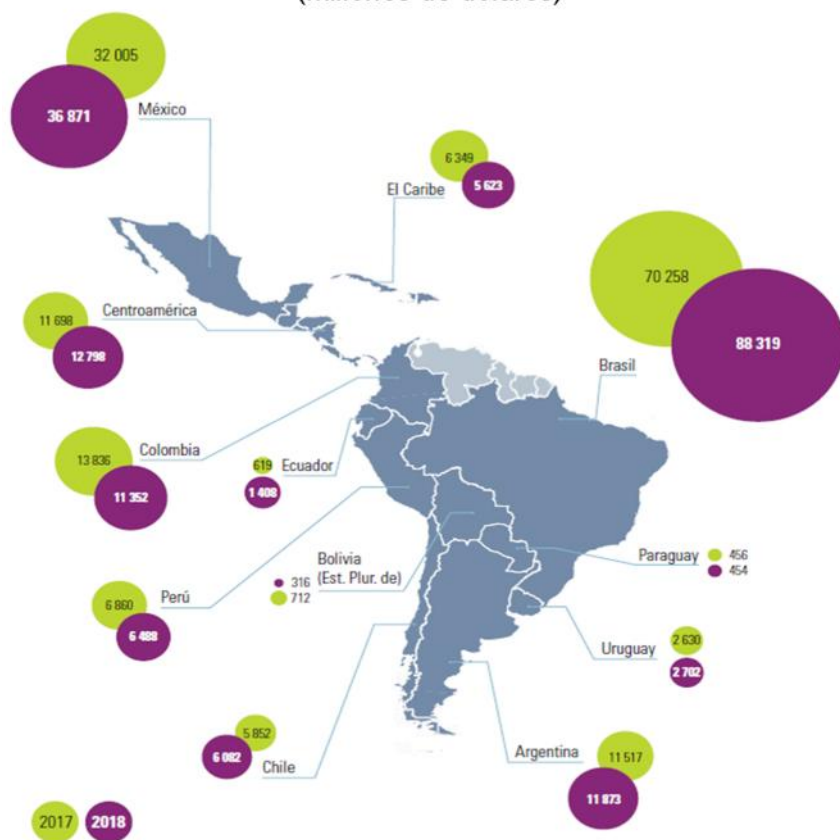 (millones de dólares)
32 005
36 871
México
6 349
5 623
El Caribe
70 258
88 319
Brasil
11 698
12 798
Centroamérica
13 836
11 352
Colombia
619
1 408
Ecuador
316
712
Bolivia
(Est. Plur. de)
Paraguay
456
454
6 860
6 488
Perú
2 630
2 702
Uruguay
5 852
6 082
Chile
Argentina
11 517
11 873
2017
2018